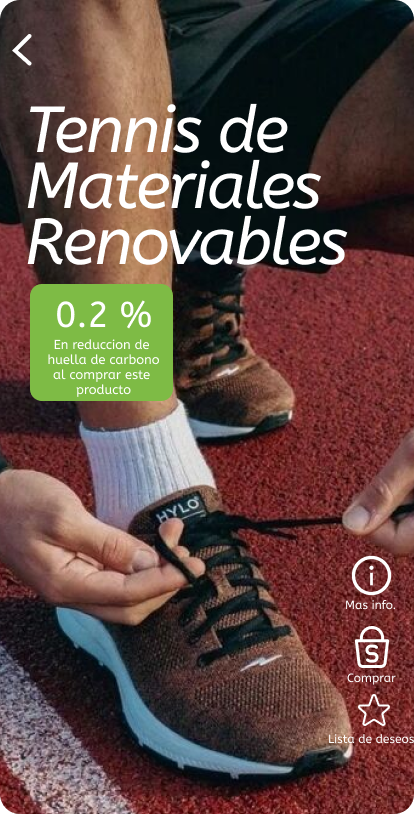 Tennis de
Materiales
Renovables
0.2 %
En reduccion de
huella de carbono
al comprar este
producto
HYLO
Mas info.
S
Comprar
Lista de deseos